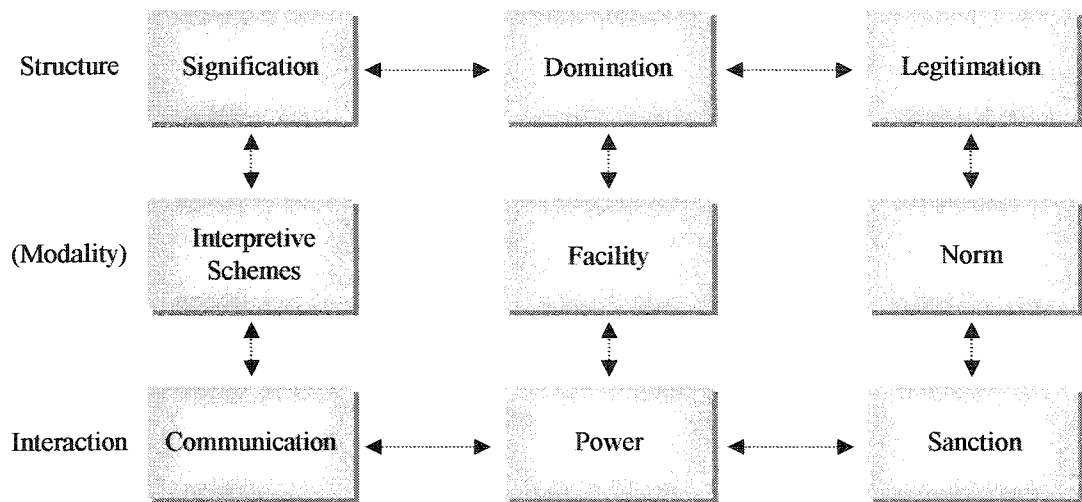 Structure
Signification
Domination
Legitimation
(Modality)
Interpretive
Schemes
Facility
Norm
Interaction
Communication
Power
Sanction